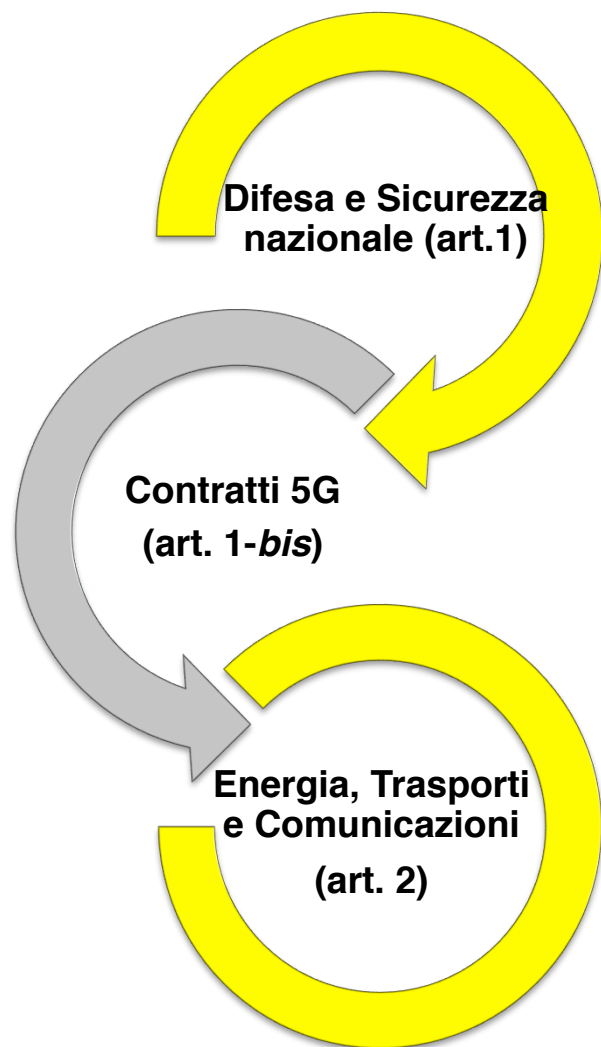 Difesa e Sicurezza
nazionale (art.1)
Contratti 5G
(art. 1-bis)
Energia, Trasporti
e Comunicazioni
(art. 2)